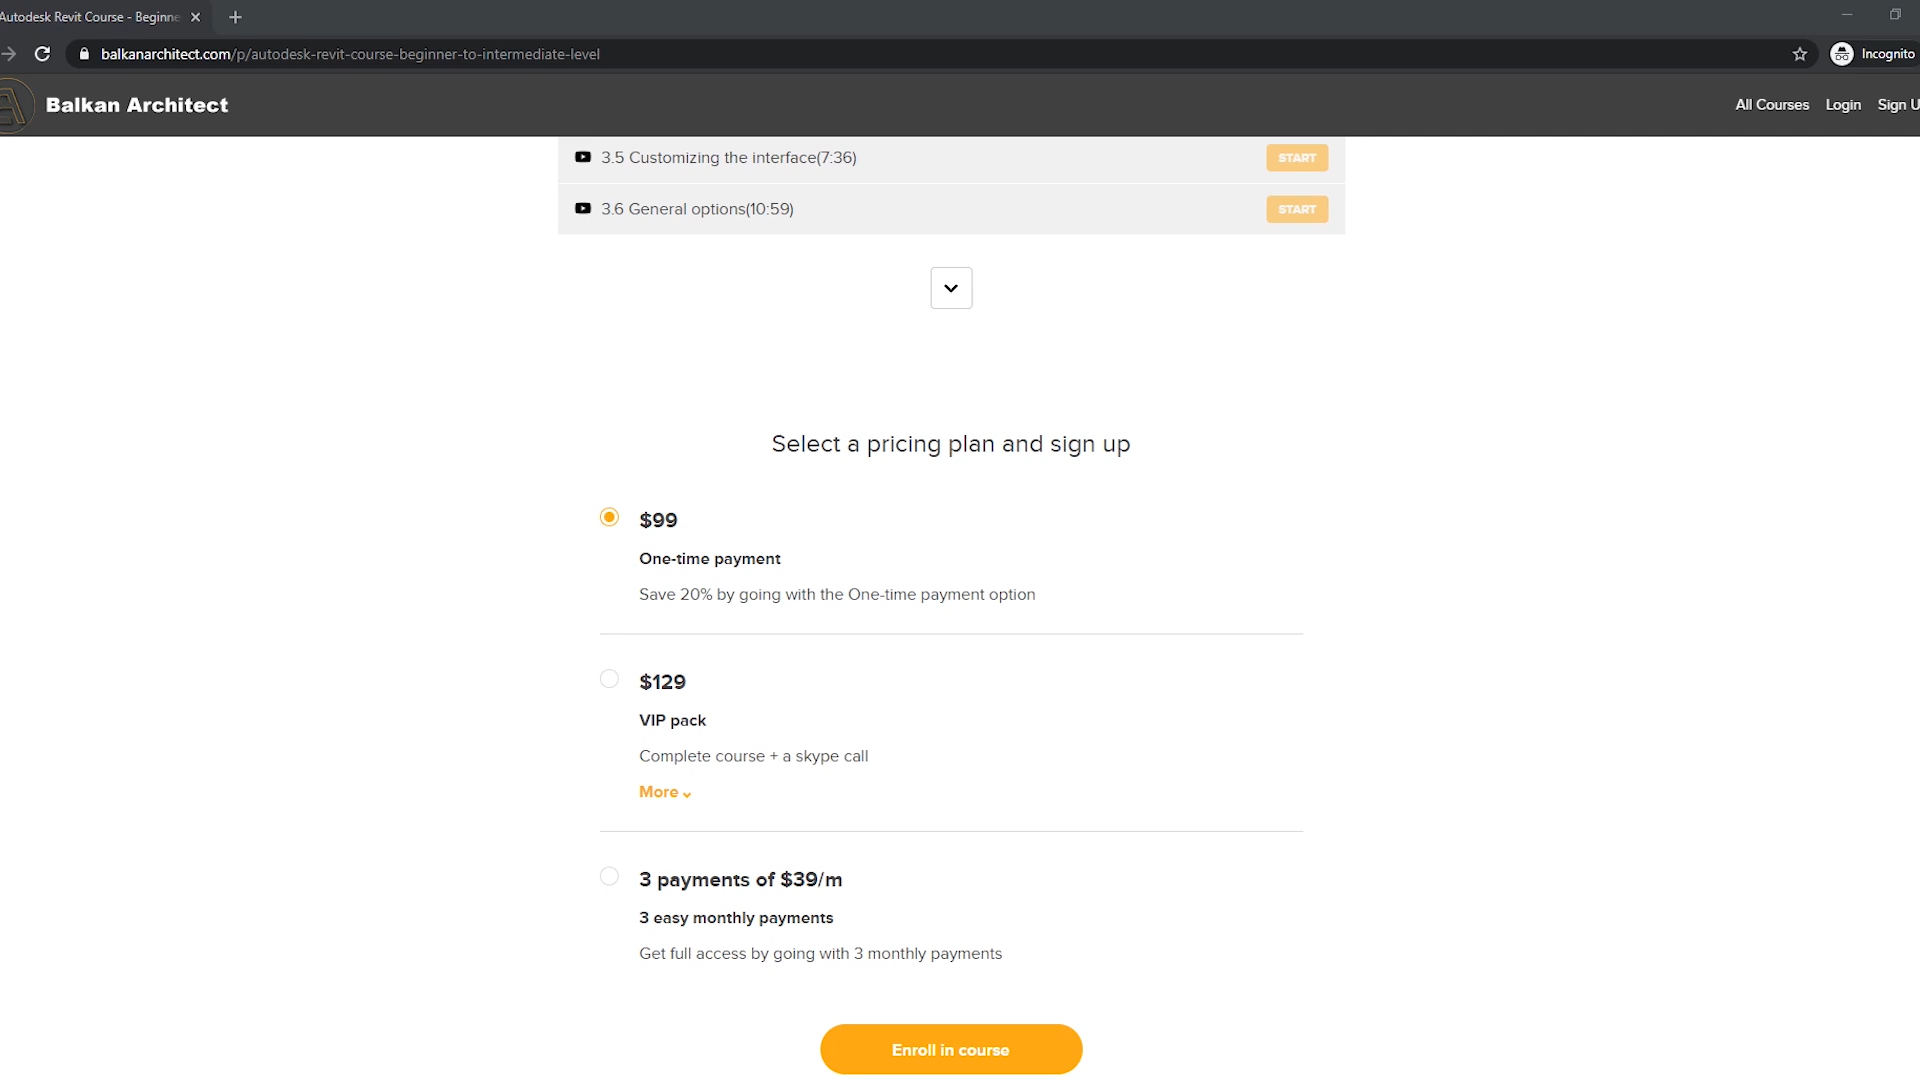 Autodesk Revit Course - Beginne
balkanarchitect.com/p/autodesk-revit-course-beginner-to-intermediate-level
Incognito
Balkan Architect
All Courses Login Sign U
3.5 Customizing the interface(7:36) START
3.6 General options(10:59) START
Select a pricing plan and sign up
$99
One-time payment
Save 20% by going with the One-time payment option
$129
VIP pack
Complete course + a skype call
More
3 payments of $39/m
3 easy monthly payments
Get full access by going with 3 monthly payments
Enroll in course